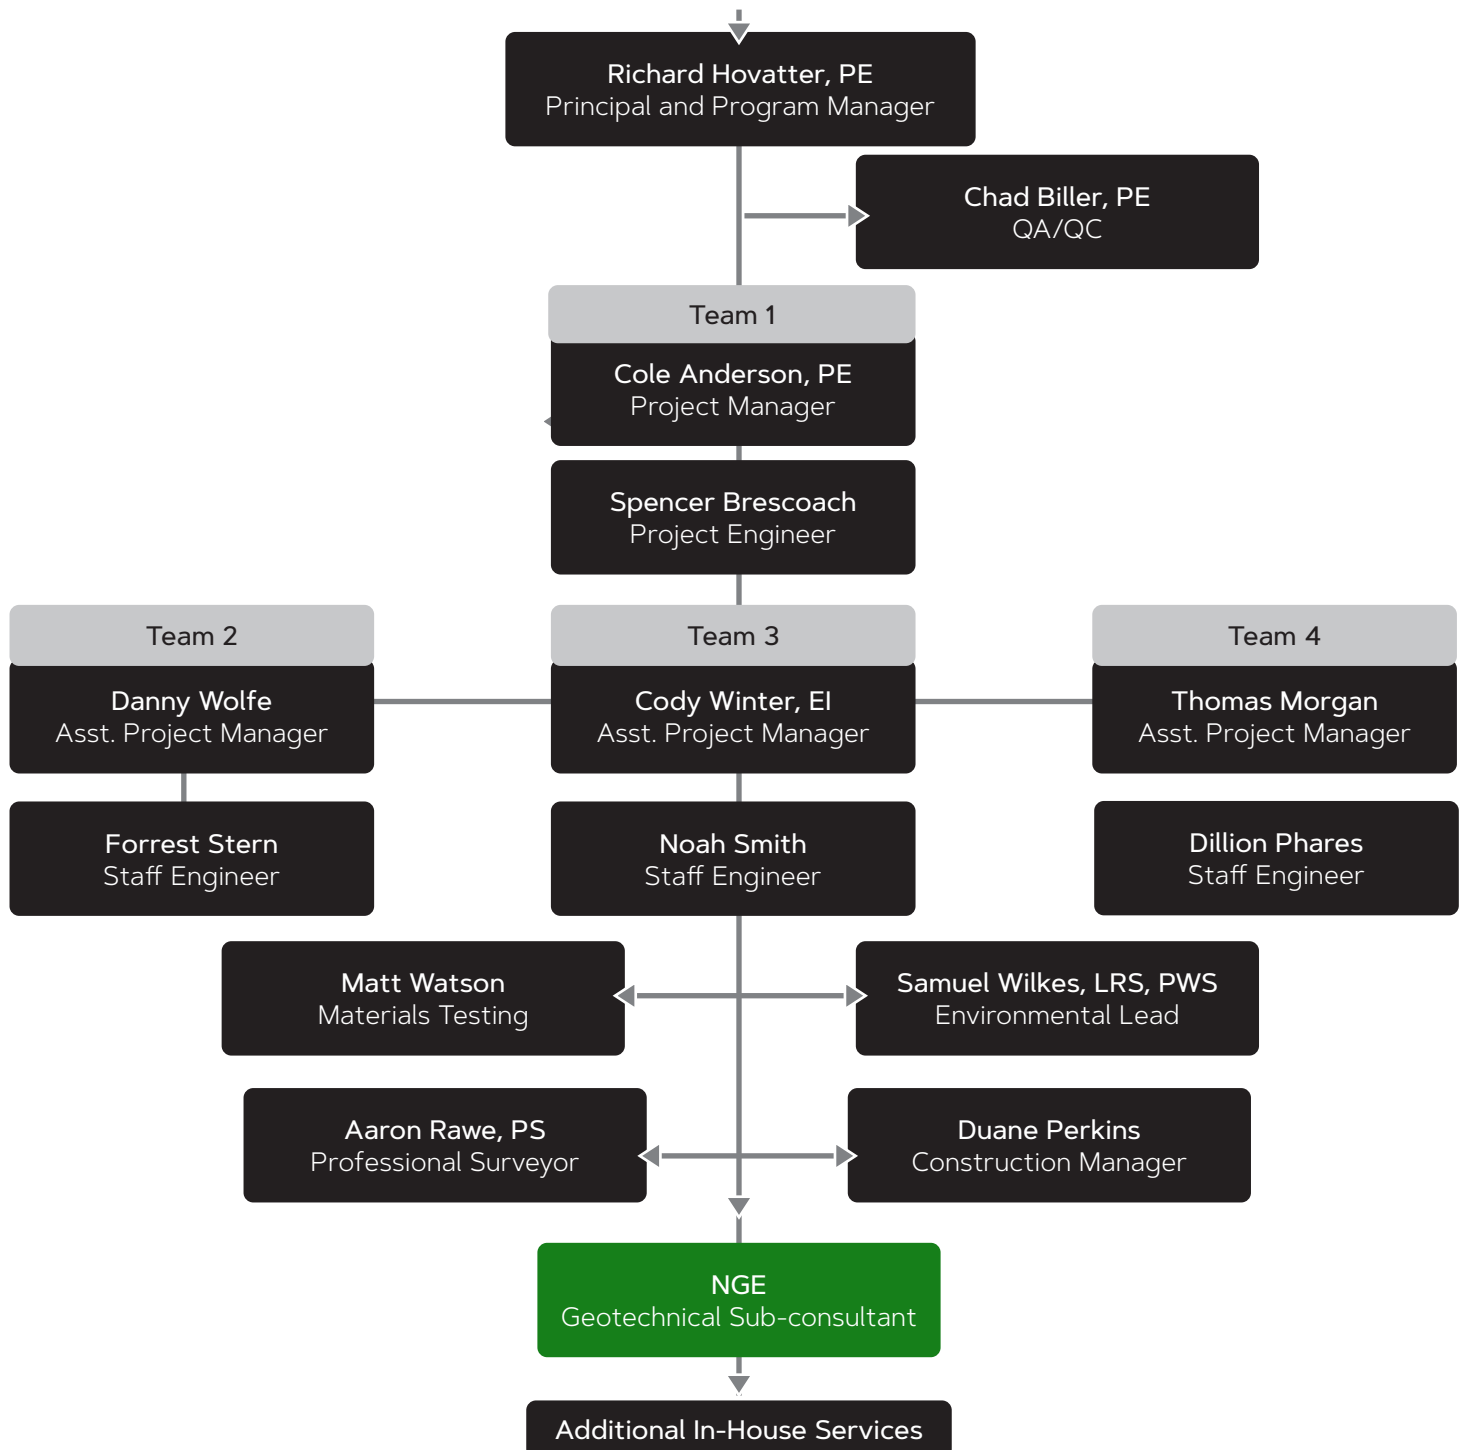 Richard Hovatter, PE
Principal and Program Manager
Chad Biller, PE
QA/QC
Team 1
Cole Anderson, PE
Project Manager
Spencer Brescoach
Project Engineer
Team 2
Danny Wolfe
Asst. Project Manager
Team 3
Cody Winter, EI
Asst. Project Manager
Team 4
Thomas Morgan
Asst. Project Manager
Forrest Stern
Staff Engineer
Noah Smith
Staff Engineer
Dillion Phares
Staff Engineer
Matt Watson
Materials Testing
Samuel Wilkes, LRS, PWS
Environmental Lead
Aaron Rawe, PS
Professional Surveyor
Duane Perkins
Construction Manager
NGE
Geotechnical Sub-consultant
Additional In-House Services